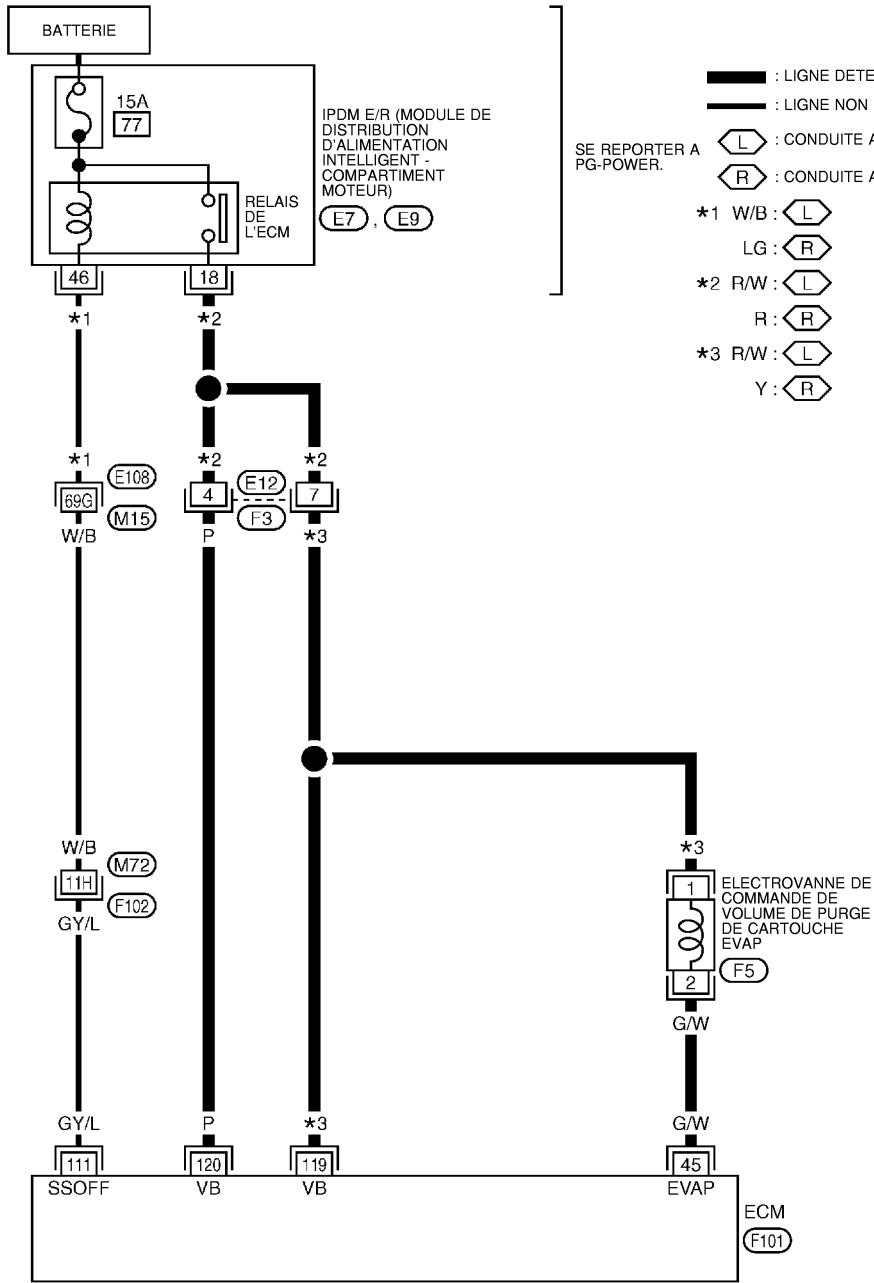 BATTERIE
15A
77
IPDM E/R (MODULE DE
DISTRIBUTION
D'ALIMENTATION
INTELLIGENT -
COMPARTIMENT
MOTEUR)
E7 , E9
RELAIS
DE
L'ECM
SE REPORTER A
PG-POWER.
: LIGNE DETE
: LIGNE NON
L : CONDUITE A
R : CONDUITE A
*1 W/B : L
LG : R
*2 R/W : L
R : R
*3 R/W : L
Y : R
46 18
*1 *2
*1 *2 *2
69G E108 M15
4 E12 F3 7
W/B P *3
W/B
11H M72 F102
GY/L
*3
1
ELECTROVANNE DE
COMMANDE DE
VOLUME DE PURGE
DE CARTOUCHE
EVAP
F5
2
G/W
GY/L P *3 G/W
111 120 119 45
SSOFF VB VB EVAP
ECM
F101